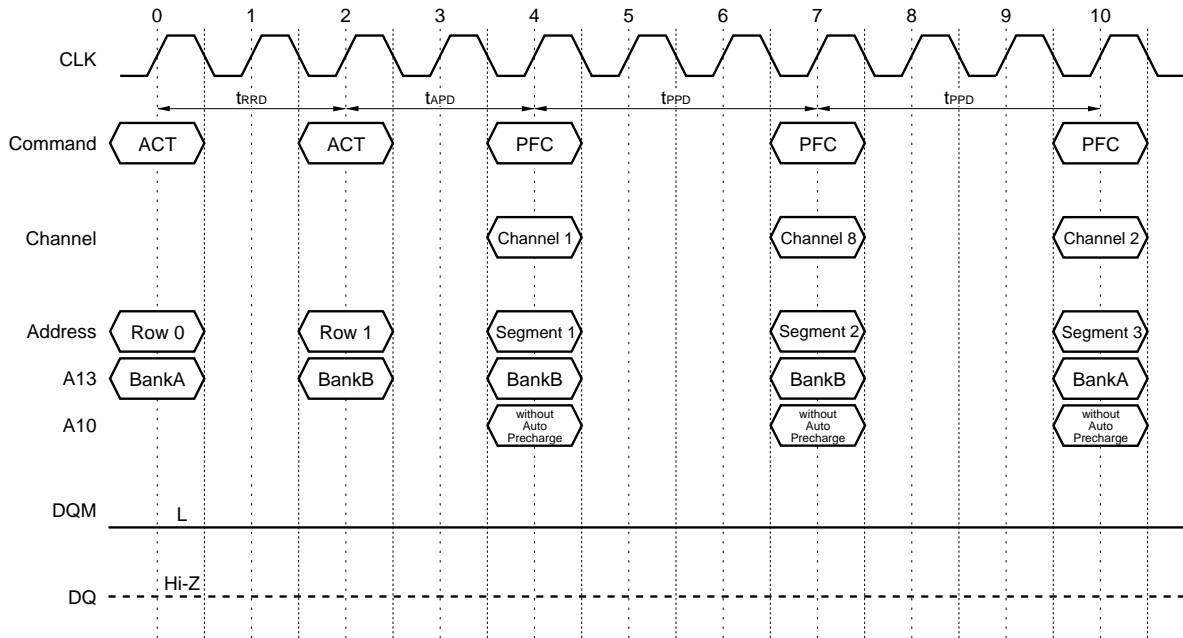 0 1 2 3 4 5 6 7 8 9 10
CLK
tRRD tAPD tPPD tPPD
Command ACT ACT PFC PFC PFC
Channel Channel 1 Channel 8 Channel 2
Address Row 0 Row 1 Segment 1 Segment 2 Segment 3
A13 BankA BankB BankB BankB BankA
A10 without Auto Precharge without Auto Precharge without Auto Precharge
DQM L
DQ Hi-Z